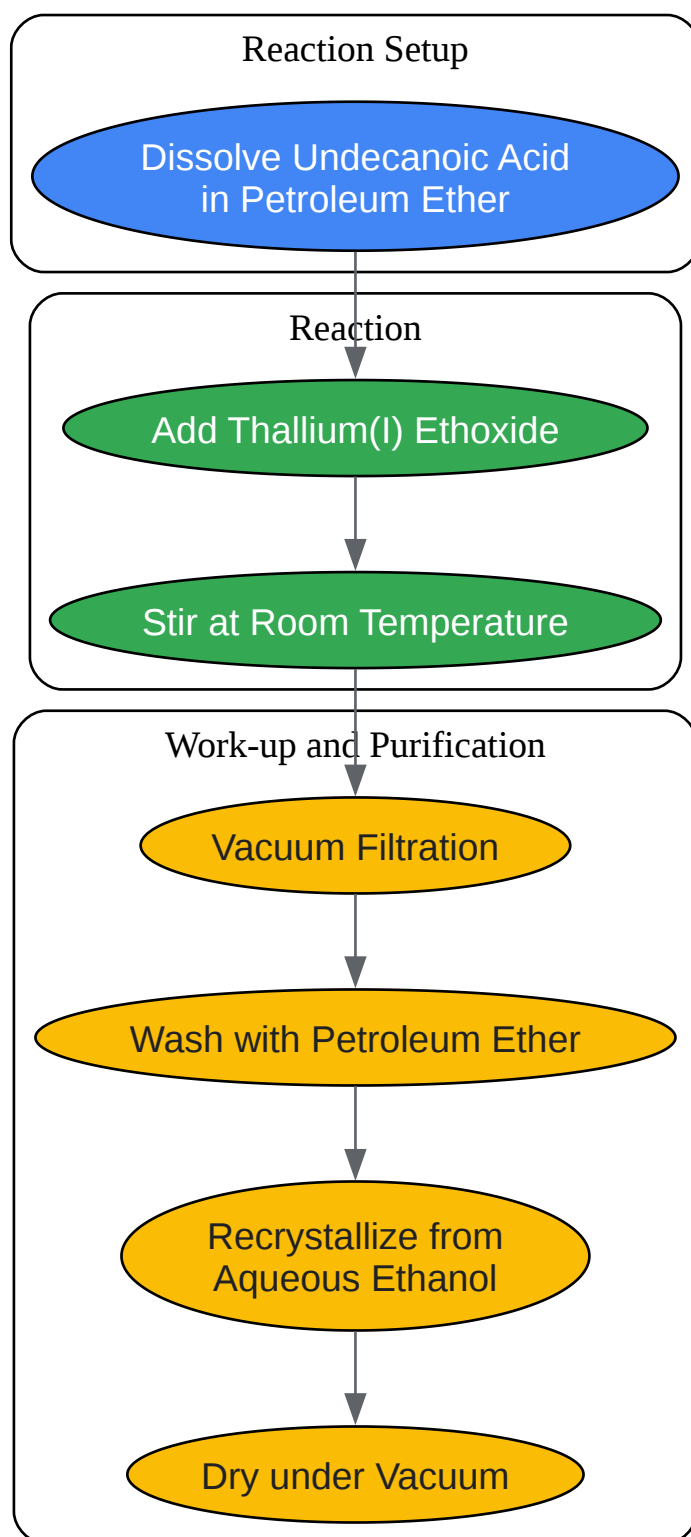 Reaction Setup
Dissolve Undecanoic Acid
in Petroleum Ether
Reaction
Add Thallium(I) Ethoxide
Stir at Room Temperature
Work-up and Purification
Vacuum Filtration
Wash with Petroleum Ether
Recrystallize from
Aqueous Ethanol
Dry under Vacuum